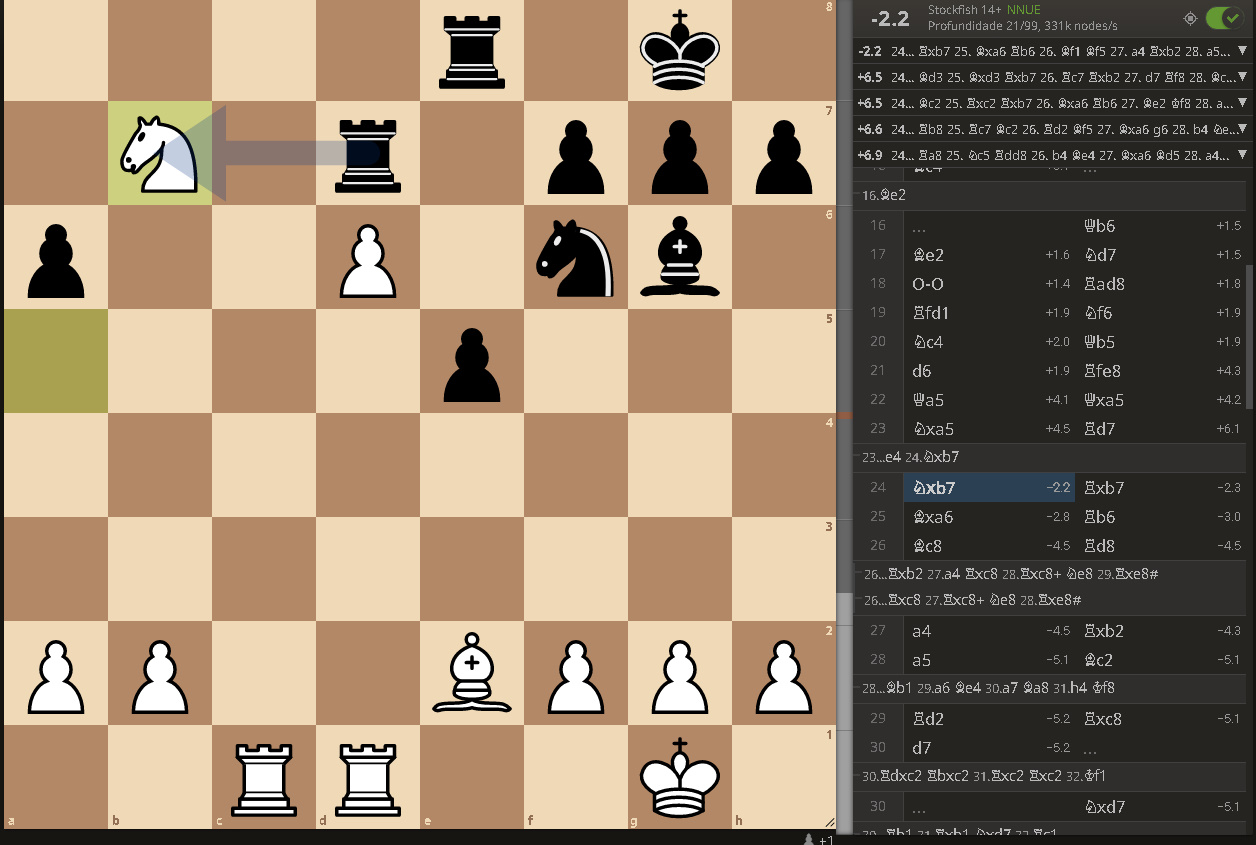 -2.2
Stockfish 14+ NNUE
Profundidade 21/99, 331k nodes/s
-2.2 24... ♖xb7 25. ♗xa6 ♖b6 26. ♗f1 ♗f5 27. a4 ♖xb2 28. a5...
+6.5 24... ♗d3 25. ♗xd3 ♖xb7 26. ♖c7 ♖xb2 27. d7 ♖f8 28. ♗c...
+6.5 24... ♗c2 25. ♖xc2 ♖xb7 26. ♗xa6 ♖b6 27. ♗e2 ♔f8 28. a...
+6.6 24... ♖b8 25. ♖c7 ♗c2 26. ♖d2 ♗f5 27. ♗xa6 g6 28. b4 ♘e...
+6.9 24... ♖a8 25. ♘c5 ♖dd8 26. b4 ♗e4 27. ♗xa6 ♗d5 28. a4...
16.♗e2
16 ... ♕b6 +1.5
17 ♗e2 +1.6 ♘d7 +1.5
18 O-O +1.4 ♖ad8 +1.8
19 ♖fd1 +1.9 ♘f6 +1.9
20 ♘c4 +2.0 ♕b5 +1.9
21 d6 +1.9 ♖fe8 +4.3
22 ♕a5 +4.1 ♕xa5 +4.2
23 ♘xa5 +4.5 ♖d7 +6.1
23...e4 24.♘xb7
24 ♘xb7 -2.2 ♖xb7 -2.3
25 ♗xa6 -2.8 ♖b6 -3.0
26 ♗c8 -4.5 ♖d8 -4.5
26...♖xb2 27.a4 ♖xc8 28.♖xc8+ ♘e8 29.♖xe8#
26...♖xc8 27.♖xc8+ ♘e8 28.♖xe8#
27 a4 -4.5 ♖xb2 -4.3
28 a5 -5.1 ♗c2 -5.1
28...♗b1 29.a6 ♗e4 30.a7 ♗a8 31.h4 ♔f8
29 ♖d2 -5.2 ♖xc8 -5.1
30 d7 -5.2 ...
30.♖dxc2 ♖bxc2 31.♖xc2 ♖xc2 32.♔f1
30 ... ♘xd7 -5.1
8
7
6
5
4
3
2
1
a b c d e f g h
+1